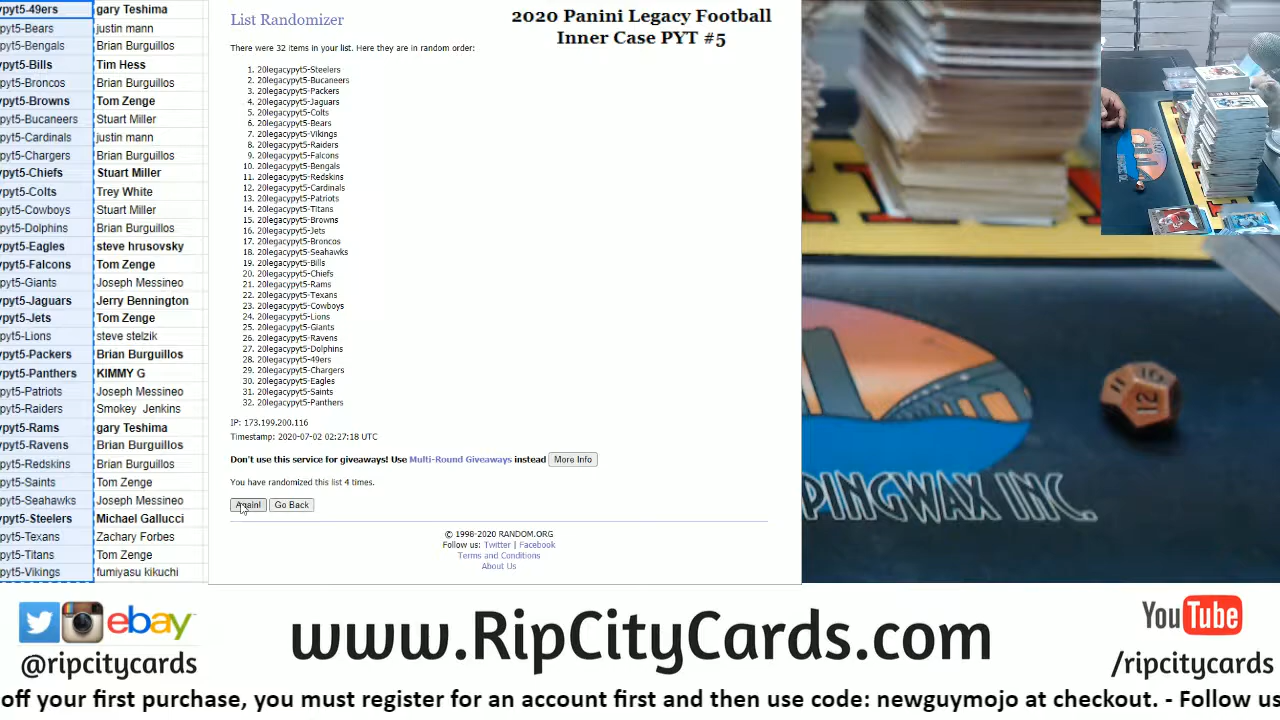 ypyt5-49ers gary Teshima
pyt5-Bears justin mann
pyt5-Bengals Brian Burguillos
pyt5-Bills Tim Hess
pyt5-Broncos Brian Burguillos
pyt5-Browns Tom Zenge
pyt5-Bucaneers Stuart Miller
pyt5-Cardinals justin mann
pyt5-Chargers Brian Burguillos
pyt5-Chiefs Stuart Miller
pyt5-Colts Trey White
pyt5-Cowboys Stuart Miller
pyt5-Dolphins Brian Burguillos
pyt5-Eagles steve hrusovsky
pyt5-Falcons Tom Zenge
pyt5-Giants Joseph Messineo
pyt5-Jaguars Jerry Bennington
pyt5-Jets Tom Zenge
pyt5-Lions steve stelzik
pyt5-Packers Brian Burguillos
pyt5-Panthers KIMMY G
pyt5-Patriots Joseph Messineo
pyt5-Raiders Smokey Jenkins
pyt5-Rams gary Teshima
pyt5-Ravens Brian Burguillos
pyt5-Redskins Brian Burguillos
pyt5-Saints Tom Zenge
pyt5-Seahawks Joseph Messineo
pyt5-Steelers Michael Gallucci
pyt5-Texans Zachary Forbes
pyt5-Titans Tom Zenge
pyt5-Vikings fumiyasu kikuchi
List Randomizer
2020 Panini Legacy Football
Inner Case PYT #5
There were 32 items in your list. Here they are in random order:
1. 20legacypyt5-Steelers
2. 20legacypyt5-Bucaneers
3. 20legacypyt5-Packers
4. 20legacypyt5-Jaguars
5. 20legacypyt5-Colts
6. 20legacypyt5-Bears
7. 20legacypyt5-Vikings
8. 20legacypyt5-Raiders
9. 20legacypyt5-Falcons
10. 20legacypyt5-Bengals
11. 20legacypyt5-Redskins
12. 20legacypyt5-Cardinals
13. 20legacypyt5-Patriots
14. 20legacypyt5-Titans
15. 20legacypyt5-Browns
16. 20legacypyt5-Jets
17. 20legacypyt5-Broncos
18. 20legacypyt5-Seahawks
19. 20legacypyt5-Bills
20. 20legacypyt5-Chiefs
21. 20legacypyt5-Rams
22. 20legacypyt5-Texans
23. 20legacypyt5-Cowboys
24. 20legacypyt5-Lions
25. 20legacypyt5-Giants
26. 20legacypyt5-Ravens
27. 20legacypyt5-Dolphins
28. 20legacypyt5-49ers
29. 20legacypyt5-Chargers
30. 20legacypyt5-Eagles
31. 20legacypyt5-Saints
32. 20legacypyt5-Panthers
IP: 173.199.200.116
Timestamp: 2020-07-02 02:27:18 UTC
Don't use this service for giveaways! Use Multi-Round Giveaways instead More Info
You have randomized this list 4 times.
Again! Go Back
© 1998-2020 RANDOM.ORG
Follow us: Twitter | Facebook
Terms and Conditions
About Us
11 16
12
PINGWAX INC.
ebay
@ripcitycards
www.RipCityCards.com
YouTube
/ripcitycards
off your first purchase, you must register for an account first and then use code: newguymojo at checkout. - Follow us